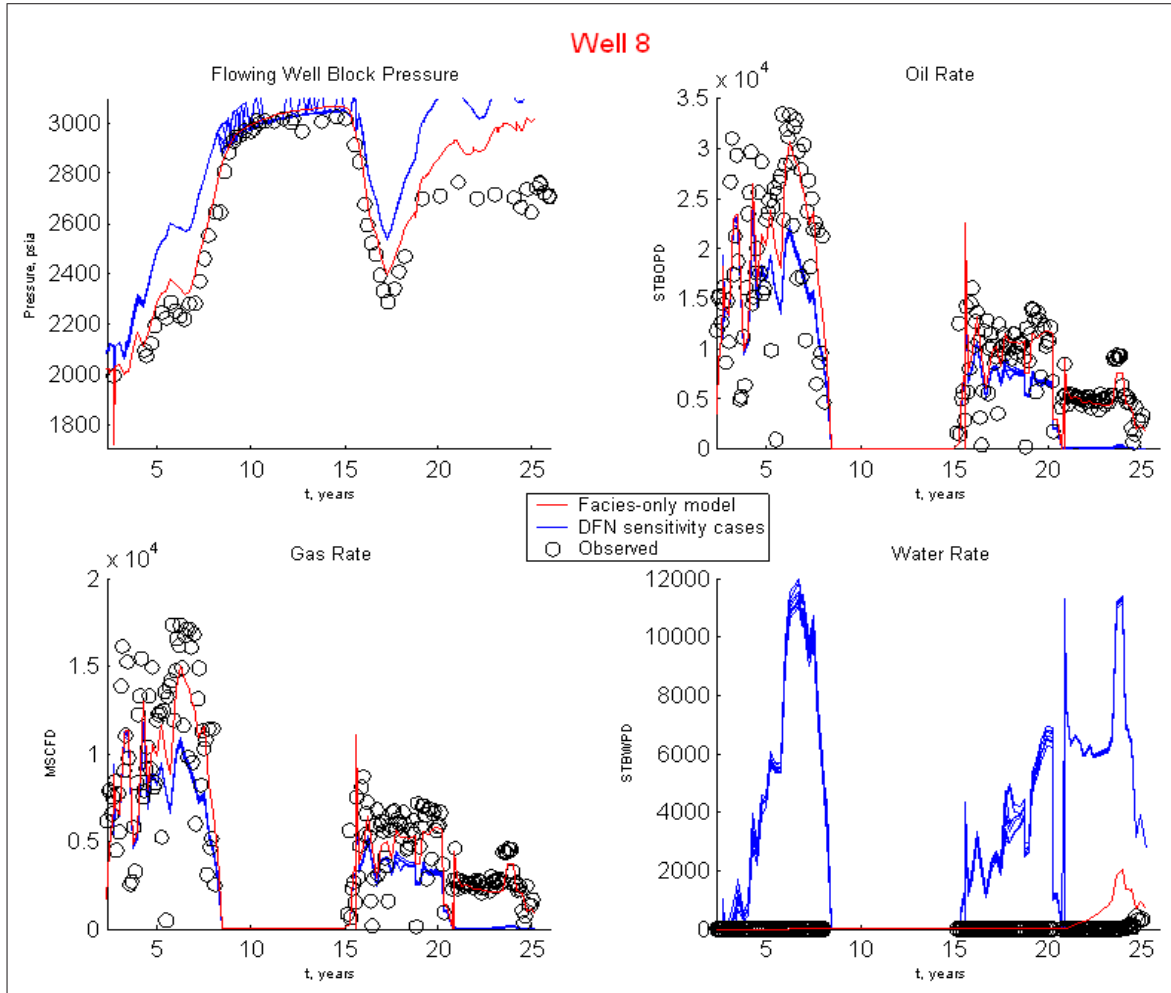 Well 8
Flowing Well Block Pressure
3000
2800
2600
2400
2200
2000
1800
Pressure, psia
5 10 15 20 25
t, years
Oil Rate
x 10⁴
3.5
3
2.5
2
1.5
1
0.5
0
STBOPD
5 10 15 20 25
t, years
Facies-only model
DFN sensitivity cases
Observed
Gas Rate
x 10⁴
2
1.5
1
0.5
0
MSCFD
5 10 15 20 25
t, years
Water Rate
12000
10000
8000
6000
4000
2000
0
STBWPD
5 10 15 20 25
t, years